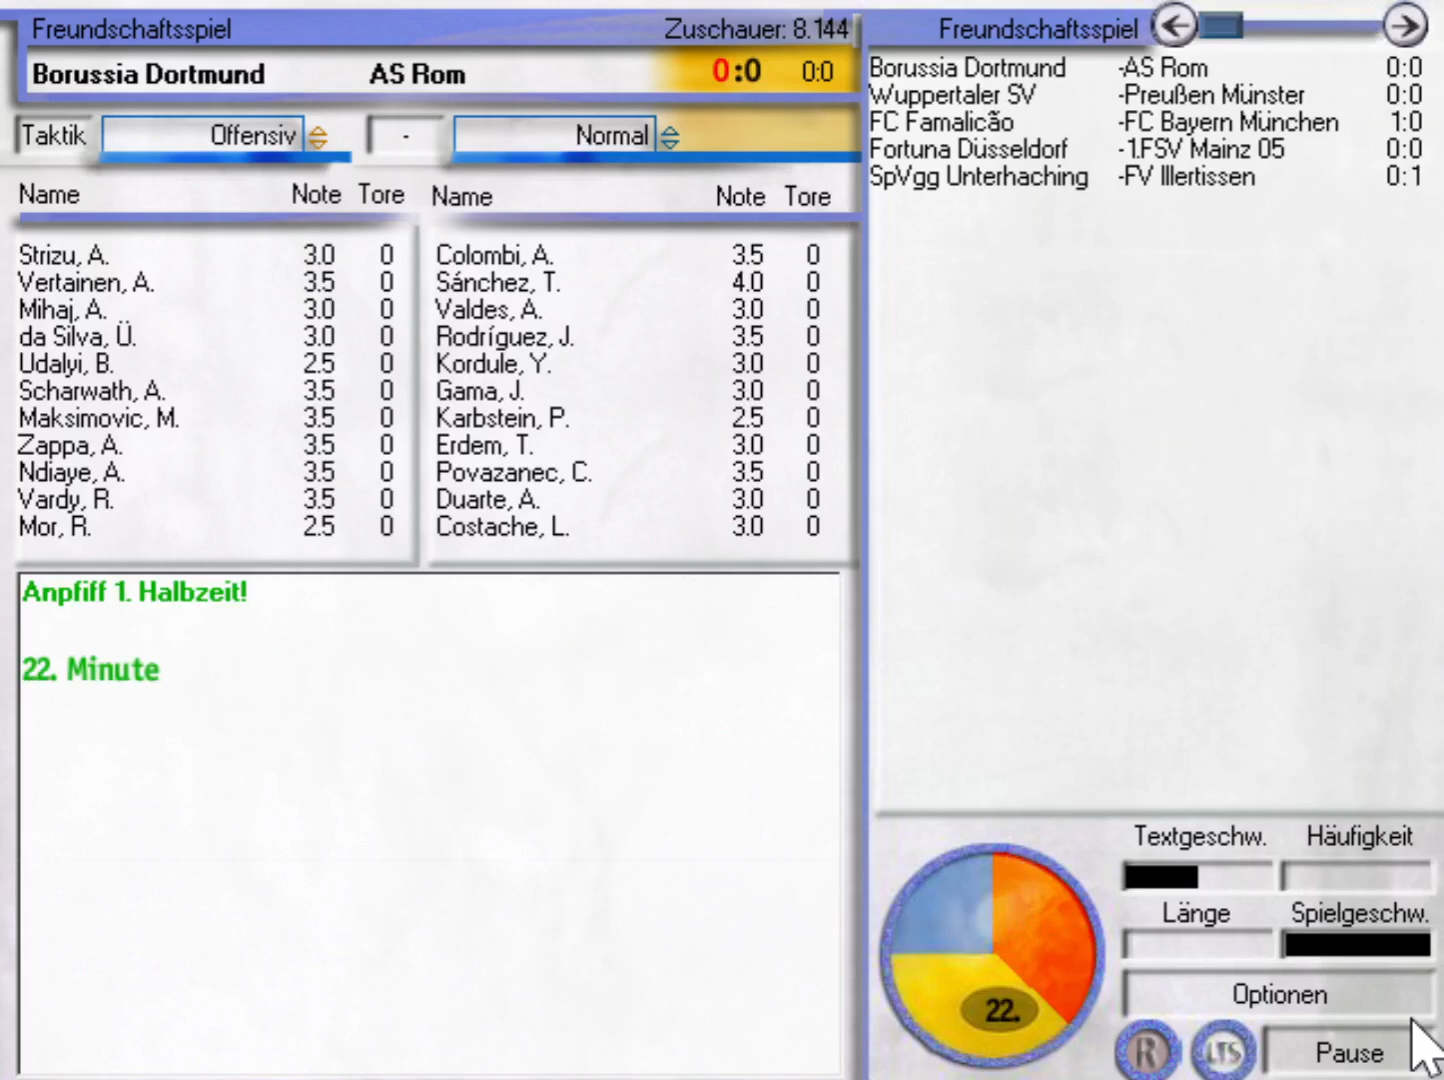 Freundschaftsspiel Zuschauer: 8.144
Borussia Dortmund AS Rom 0:0 0:0
Taktik Offensiv - Normal
Name Note Tore Name Note Tore
Strizu, A. 3.0 0 Colombi, A. 3.5 0
Vertainen, A. 3.5 0 Sánchez, T. 4.0 0
Mihaj, A. 3.0 0 Valdes, A. 3.0 0
da Silva, Ü. 3.0 0 Rodríguez, J. 3.5 0
Udalyi, B. 2.5 0 Kordule, Y. 3.0 0
Scharwath, A. 3.5 0 Gama, J. 3.0 0
Maksimovic, M. 3.5 0 Karbstein, P. 2.5 0
Zappa, A. 3.5 0 Erdem, T. 3.0 0
Ndiaye, A. 3.5 0 Povazanec, C. 3.5 0
Vardy, R. 3.5 0 Duarte, A. 3.0 0
Mor, R. 2.5 0 Costache, L. 3.0 0
Anpfiff 1. Halbzeit!
22. Minute
Freundschaftsspiel
Borussia Dortmund -AS Rom 0:0
Wuppertaler SV -Preußen Münster 0:0
FC Famalicão -FC Bayern München 1:0
Fortuna Düsseldorf -1.FSV Mainz 05 0:0
SpVgg Unterhaching -FV Illertissen 0:1
Textgeschw. Häufigkeit
Länge Spielgeschw.
22.
Optionen
R LTS Pause